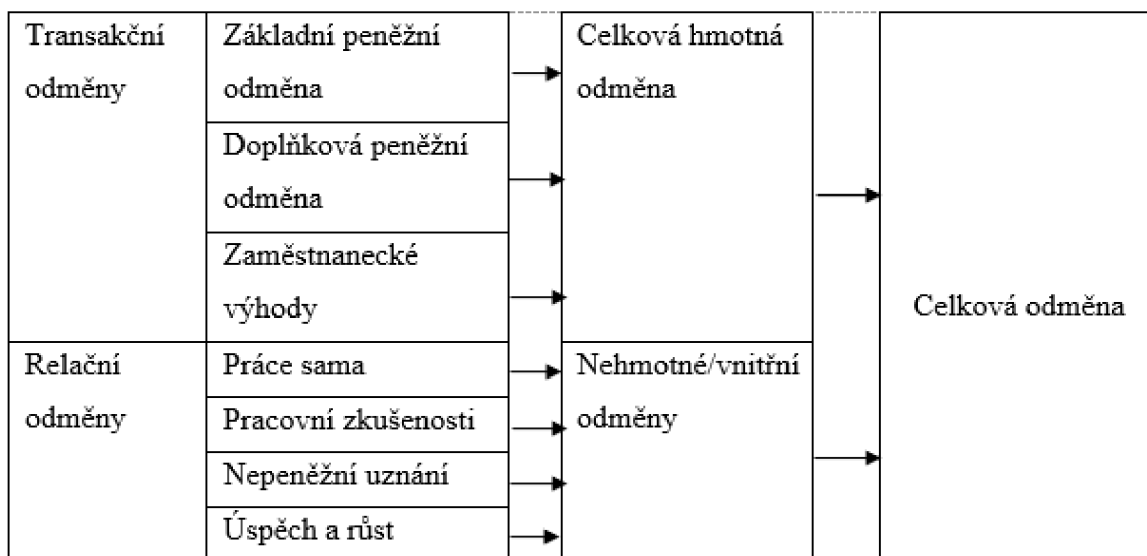 Transakční
odměny
Základní peněžní
odměna
Doplňková peněžní
odměna
Zaměstnanecké
výhody
Celková hmotná
odměna
Relační
odměny
Práce sama
Pracovní zkušenosti
Nepeněžní uznání
Úspěch a růst
Nehmotné/vnitřní
odměny
Celková odměna